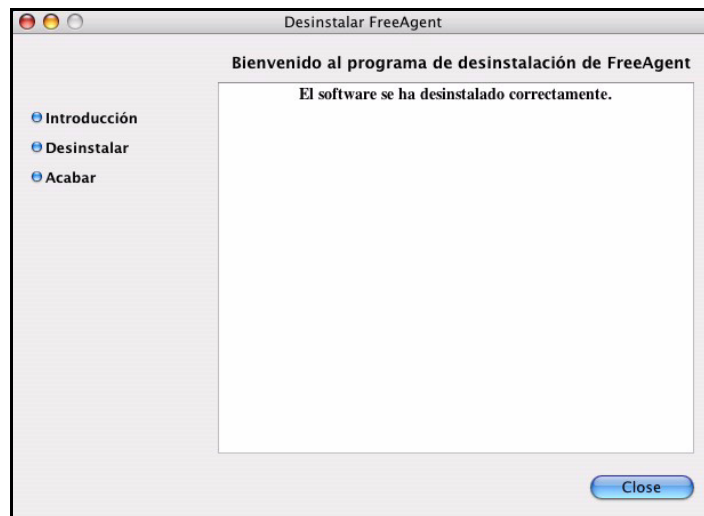 Desinstalar FreeAgent
Bienvenido al programa de desinstalación de FreeAgent
El software se ha desinstalado correctamente.
Introducción
Desinstalar
Acabar
Close